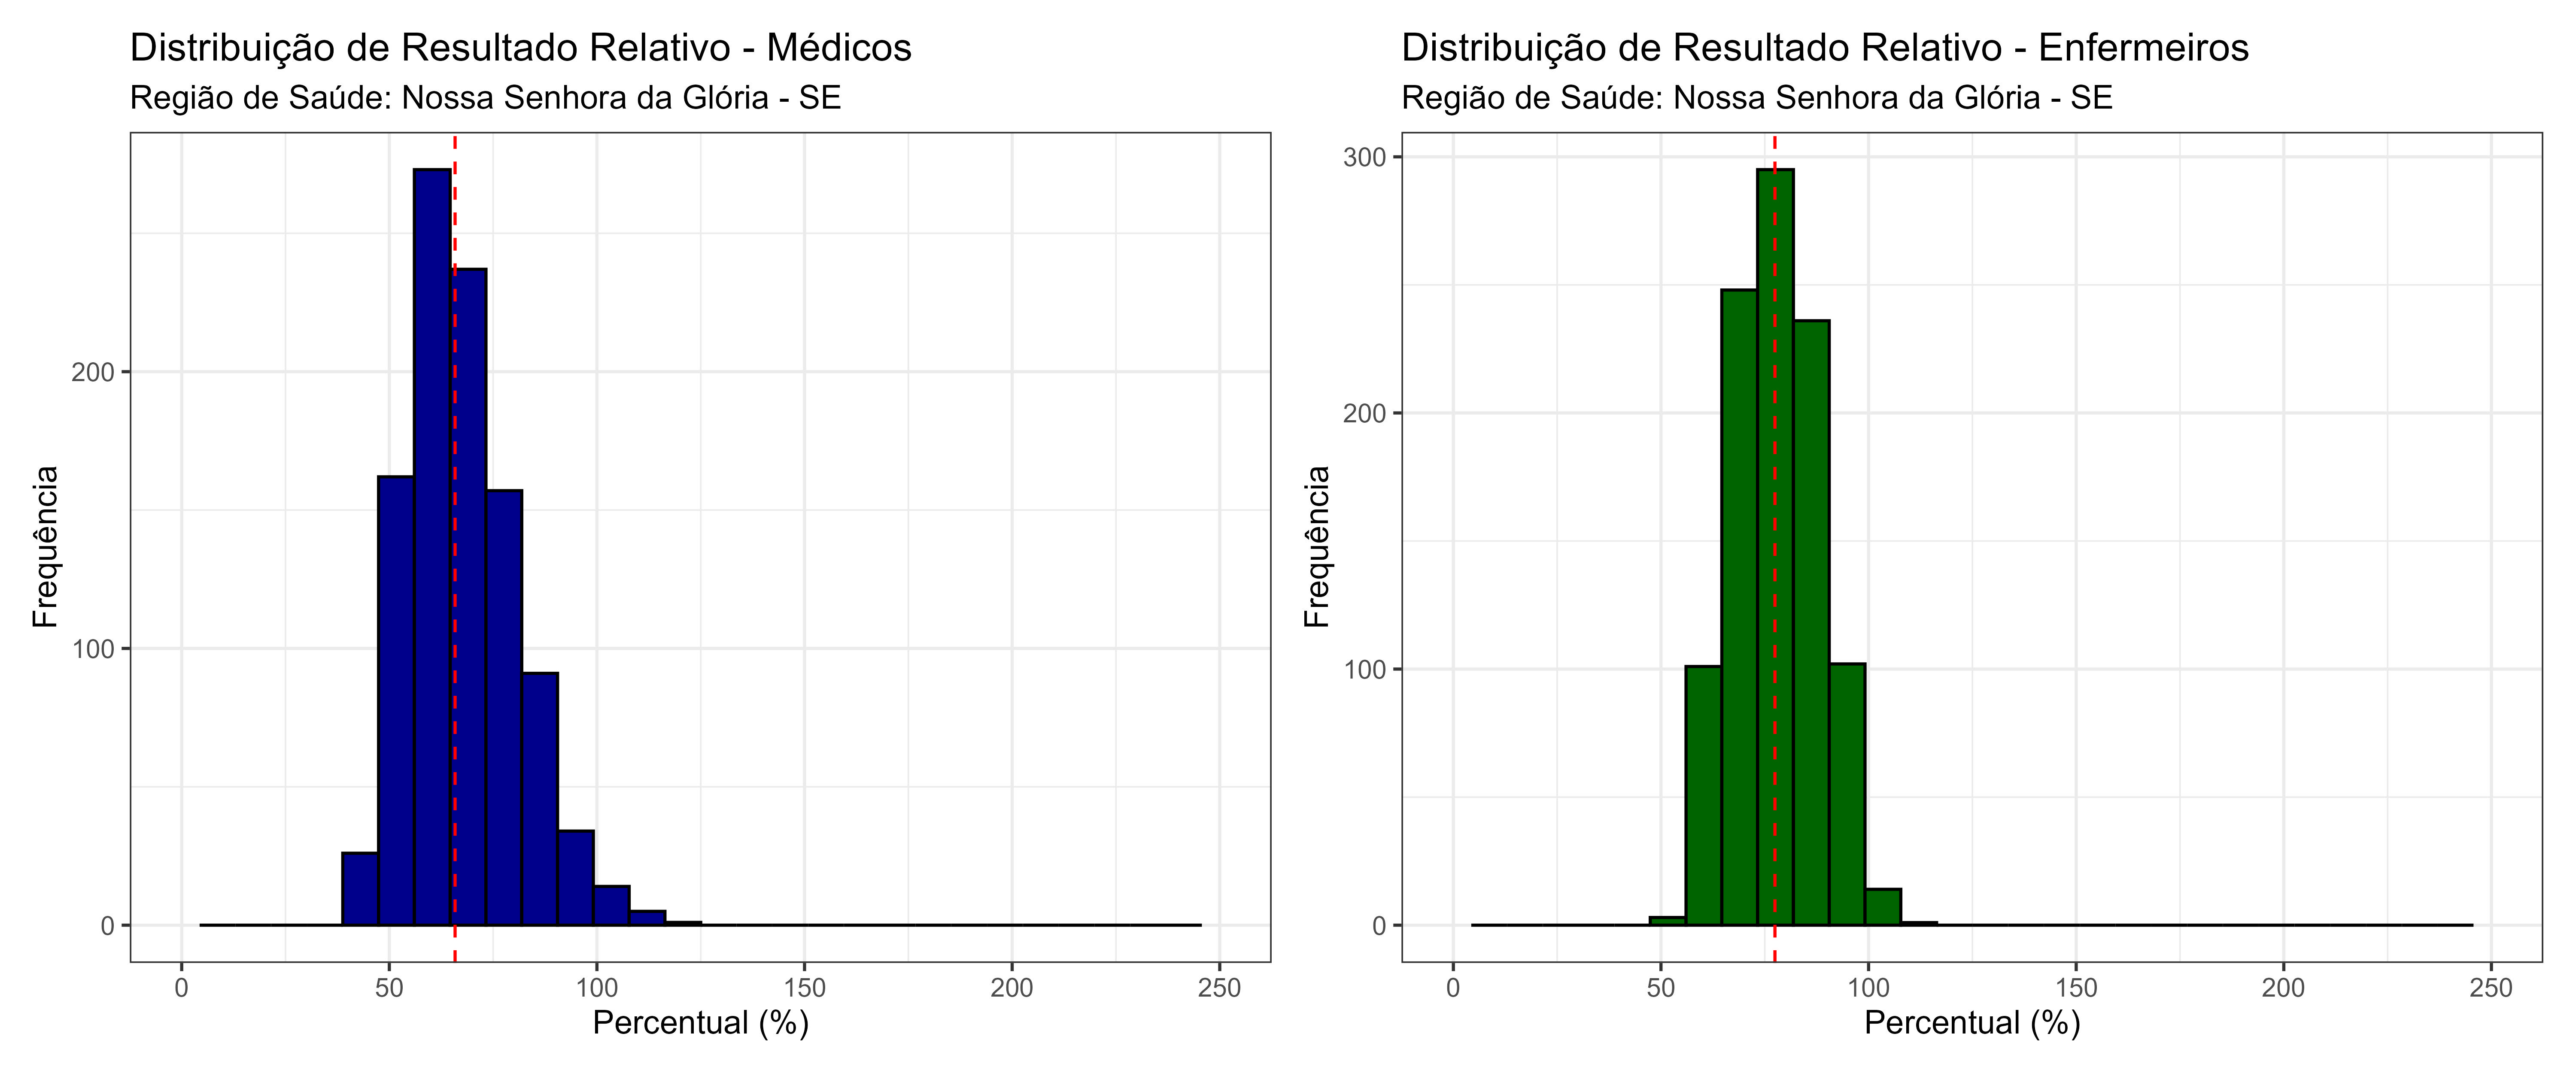 Distribuição de Resultado Relativo - Médicos
Região de Saúde: Nossa Senhora da Glória - SE
Frequência
200
100
0
0 50 100 150 200 250
Percentual (%)
Distribuição de Resultado Relativo - Enfermeiros
Região de Saúde: Nossa Senhora da Glória - SE
Frequência
300
200
100
0
0 50 100 150 200 250
Percentual (%)